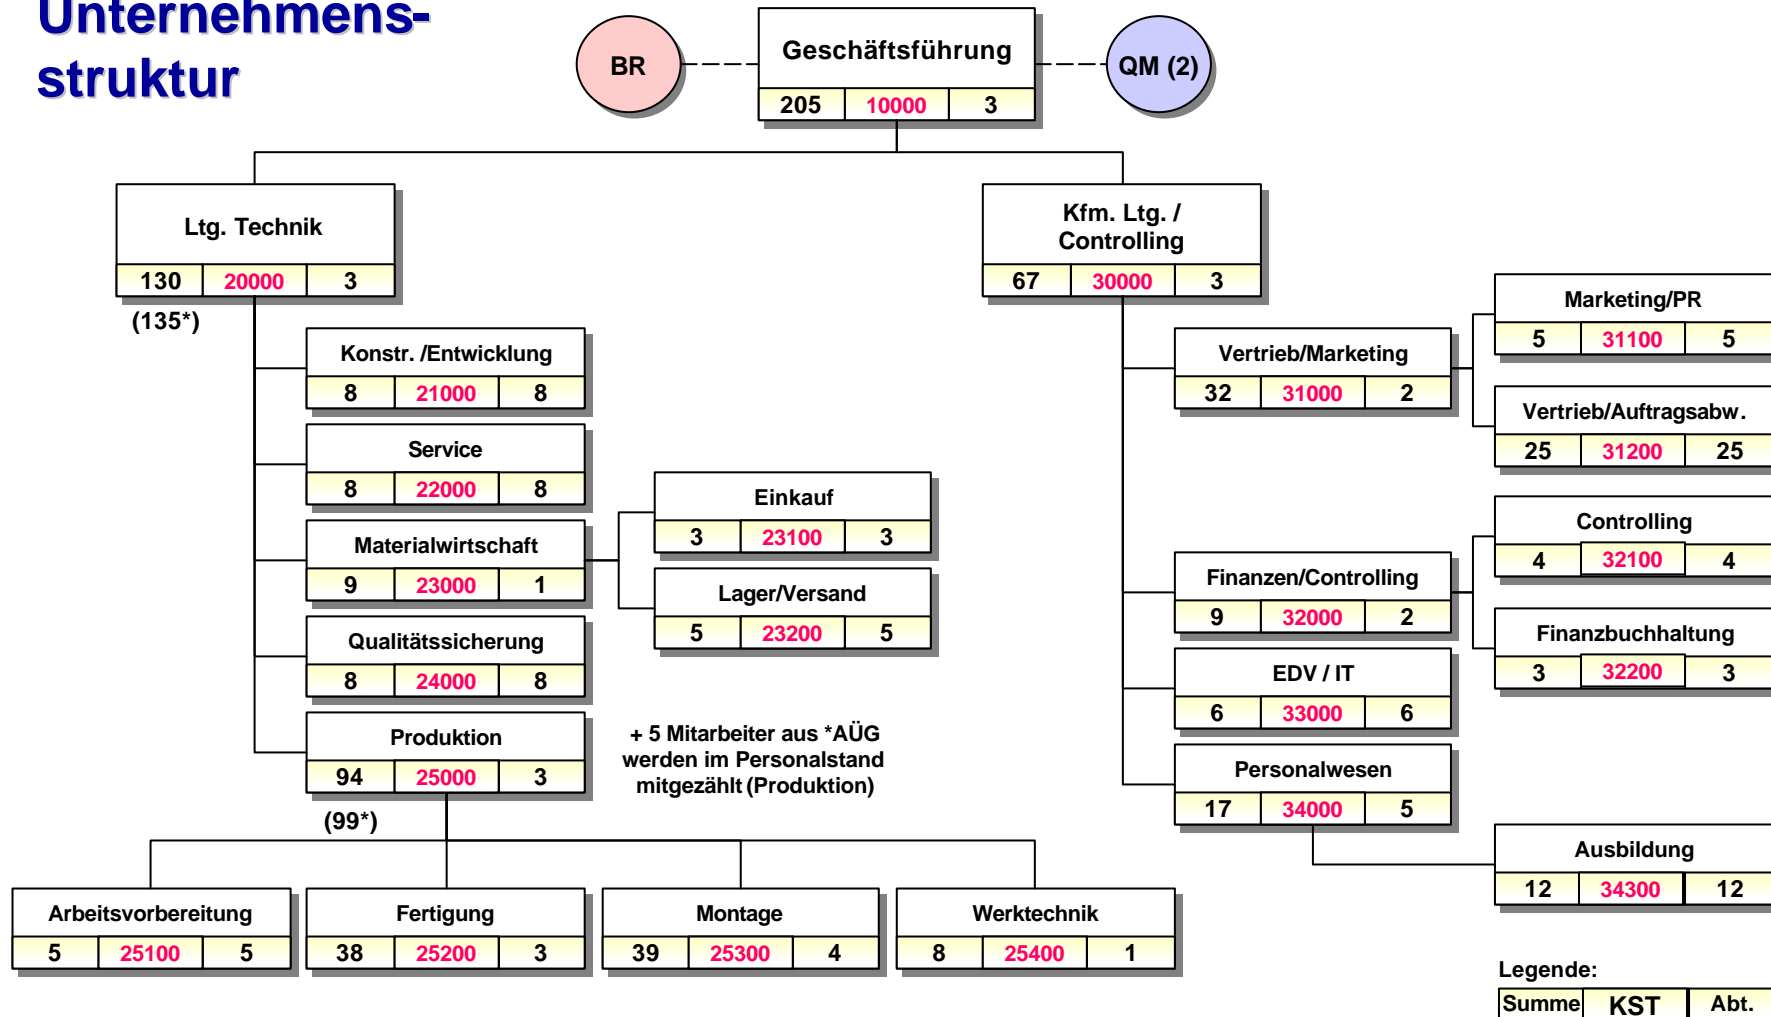 Unternehmens-
struktur
BR
Geschäftsführung
QM (2)
205 10000 3
Ltg. Technik
130 20000 3
(135*)
Kfm. Ltg. /
Controlling
67 30000 3
Konstr. /Entwicklung
8 21000 8
Service
8 22000 8
Materialwirtschaft
9 23000 1
Einkauf
3 23100 3
Lager/Versand
5 23200 5
Qualitätssicherung
8 24000 8
Produktion
94 25000 3
(99*)
+ 5 Mitarbeiter aus *AÜG
werden im Personalstand
mitgezählt (Produktion)
Arbeitsvorbereitung
5 25100 5
Fertigung
38 25200 3
Montage
39 25300 4
Werktechnik
8 25400 1
Vertrieb/Marketing
32 31000 2
Marketing/PR
5 31100 5
Vertrieb/Auftragsabw.
25 31200 25
Finanzen/Controlling
9 32000 2
Controlling
4 32100 4
Finanzbuchhaltung
3 32200 3
EDV / IT
6 33000 6
Personalwesen
17 34000 5
Ausbildung
12 34300 12
Legende:
Summe KST Abt.